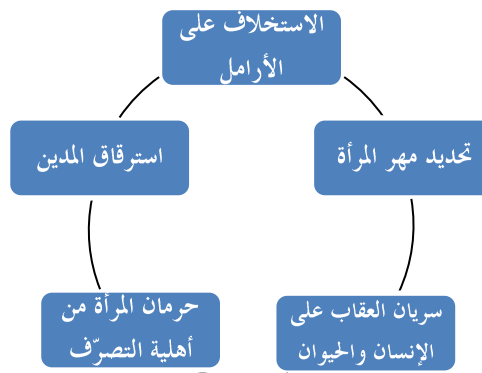 الاستخلاف على
الأرامل
تحديد مهر المرأة
استرقاق المدين
سريان العقاب على
الإنسان والحيوان
حرمان المرأة من
أهلية التصرّف